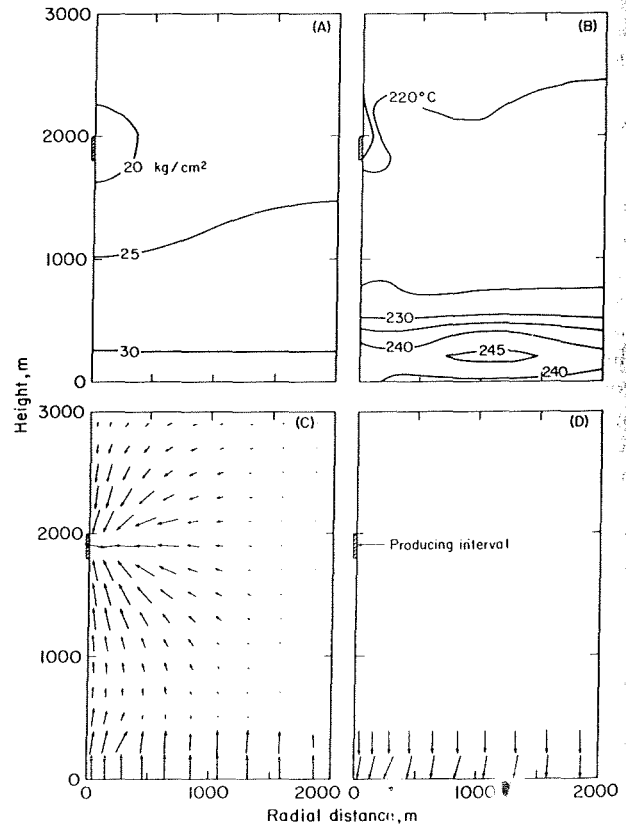 3000
(A)
(B)
220°C
2000
20 kg/cm²
1000
25
230
240
245
30
240
0
Height, m
3000
(C)
(D)
2000
Producing interval
1000
0
0
1000
2000
0
1000
2000
Radial distance, m